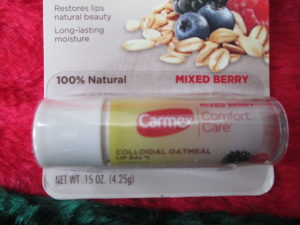 Restores lips
natural beauty
Long-lasting
moisture
100% Natural
MIXED BERRY
MIXED BERRY
Carmex
Comfort
Care
COLLOIDAL OATMEAL
LIP BALM
NET WT .15 OZ. (4.25g)